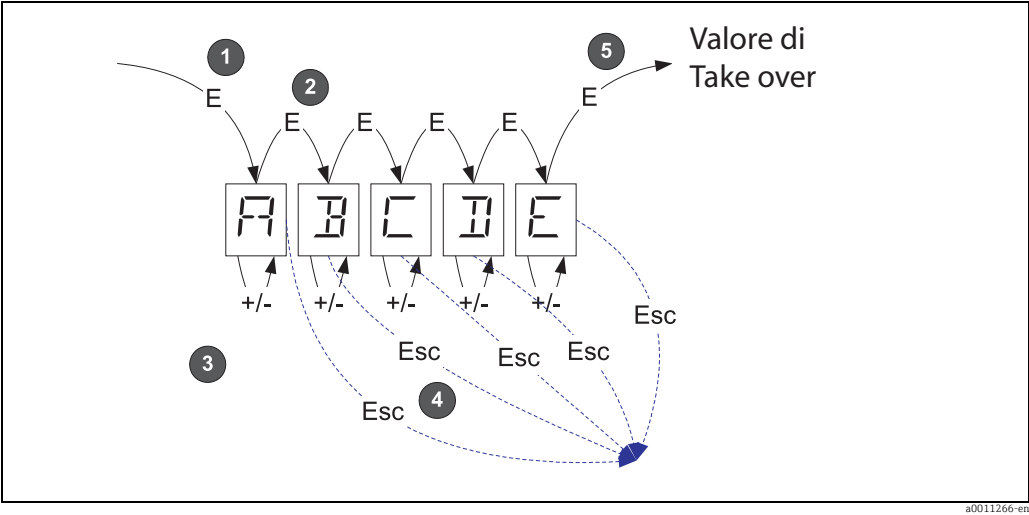 1
5
Valore di
Take over
E
2
E
E
E
E
E
A B C D E
+/- +/- +/- +/- +/-
Esc
3
Esc
Esc
Esc
Esc
4
a0011266-en